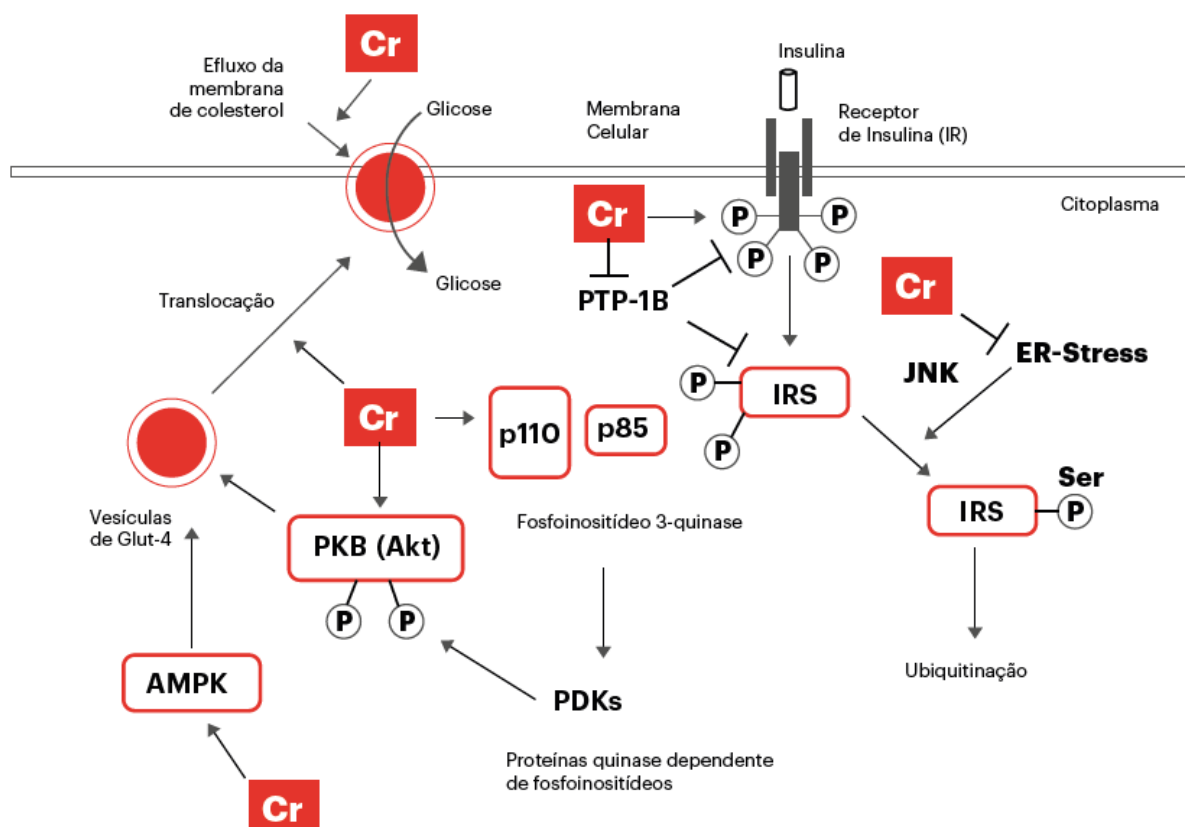 Cr
Efluxo da
membrana
de colesterol
Glicose
Membrana
Celular
Insulina
Receptor
de Insulina (IR)
Citoplasma
Cr
P
P
P
P
Glicose
PTP-1B
Translocação
Cr
ER-Stress
JNK
P
IRS
P
Cr
p110
p85
Ser
IRS
P
Vesículas
de Glut-4
Fosfoinositídeo 3-quinase
PKB (Akt)
P
P
Ubiquitinação
AMPK
PDKs
Proteínas quinase dependente
de fosfoinositídeos
Cr